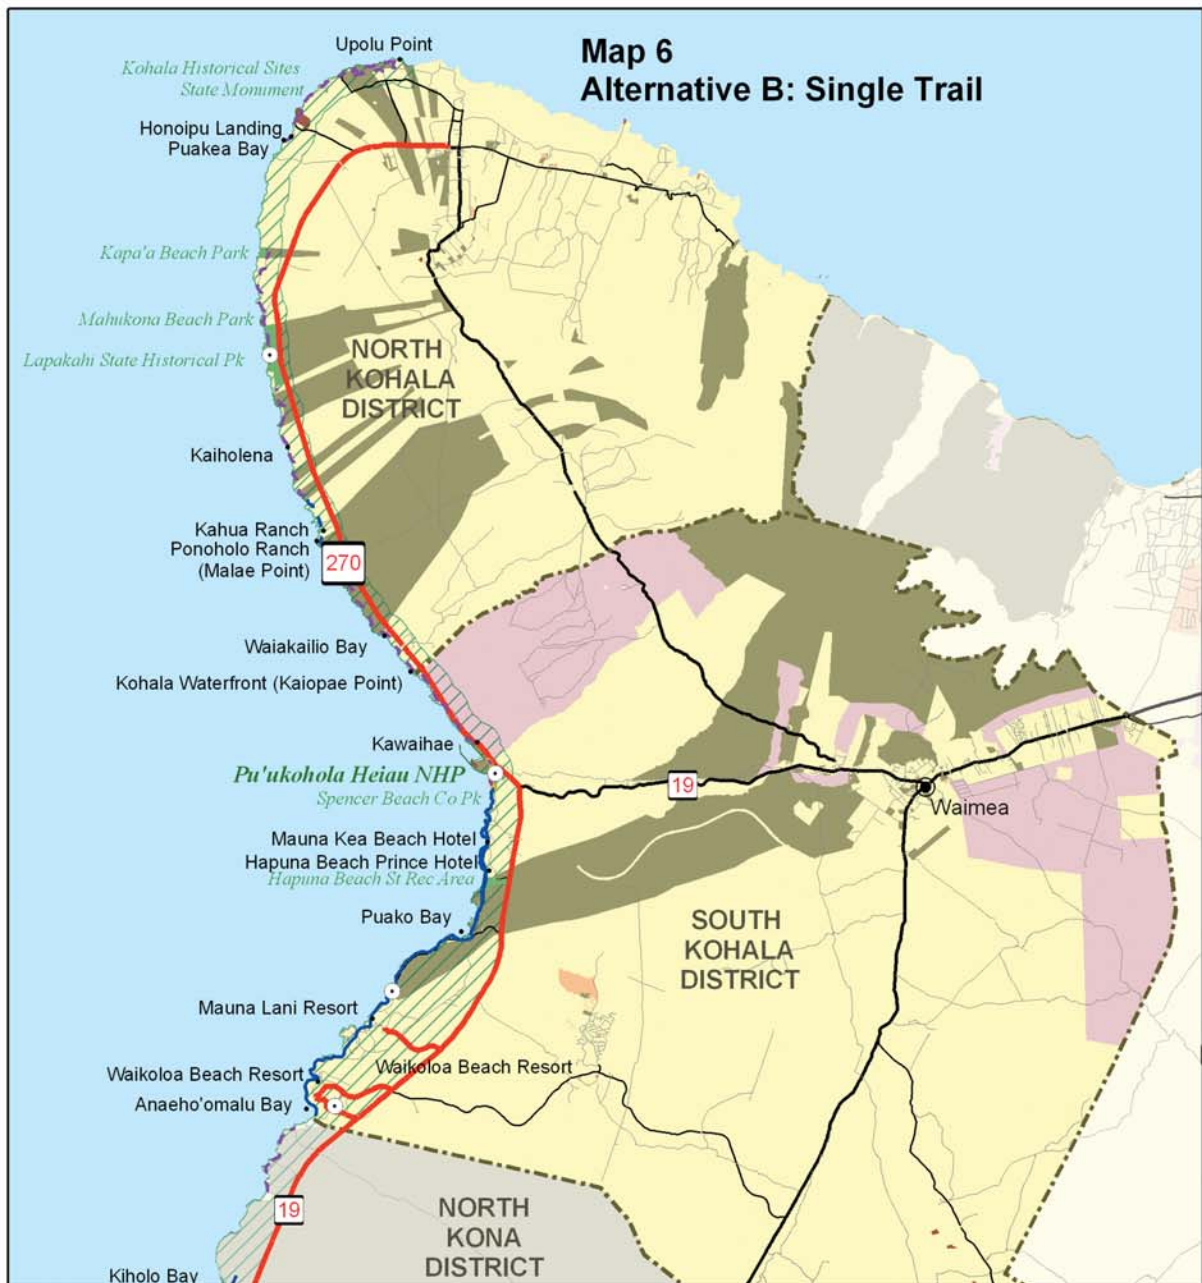 Map 6
Alternative B: Single Trail
Upolu Point
Kohala Historical Sites
State Monument
Honoipu Landing
Puakea Bay
Kapa'a Beach Park
Mahukona Beach Park
Lapakahi State Historical Pk
NORTH
KOHALA
DISTRICT
Kaiholena
Kahua Ranch
Ponoholo Ranch
(Malae Point)
270
Waiakailio Bay
Kohala Waterfront (Kaiopae Point)
Kawaihae
Pu'ukohola Heiau NHP
Spencer Beach Co Pk
19
Waimea
Mauna Kea Beach Hotel
Hapuna Beach Prince Hotel
Hapuna Beach St Rec Area
Puako Bay
SOUTH
KOHALA
DISTRICT
Mauna Lani Resort
Waikoloa Beach Resort
Waikoloa Beach Resort
Anaeho'omalu Bay
19
NORTH
KONA
DISTRICT
Kiholo Bay